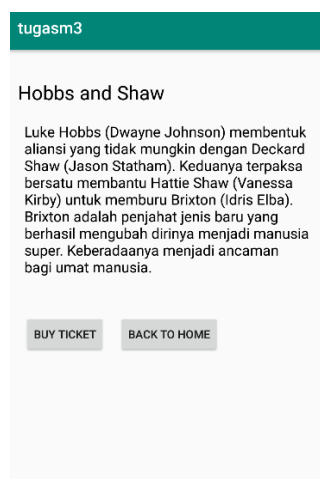 tugasm3
Hobbs and Shaw
Luke Hobbs (Dwayne Johnson) membentuk
aliansi yang tidak mungkin dengan Deckard
Shaw (Jason Statham). Keduanya terpaksa
bersatu membantu Hattie Shaw (Vanessa
Kirby) untuk memburu Brixton (Idris Elba).
Brixton adalah penjahat jenis baru yang
berhasil mengubah dirinya menjadi manusia
super. Keberadaanya menjadi ancaman
bagi umat manusia.
BUY TICKET BACK TO HOME